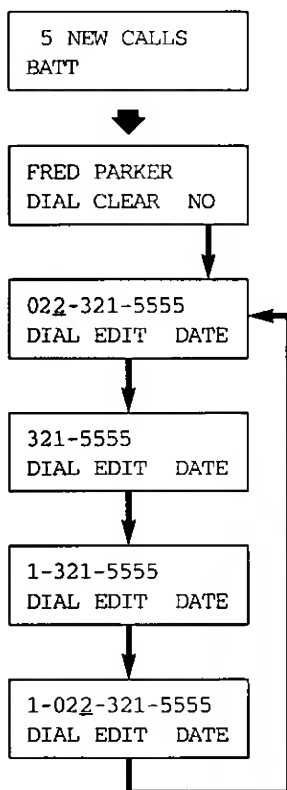 5 NEW CALLS
BATT
FRED PARKER
DIAL CLEAR NO
022-321-5555
DIAL EDIT DATE
321-5555
DIAL EDIT DATE
1-321-5555
DIAL EDIT DATE
1-022-321-5555
DIAL EDIT DATE